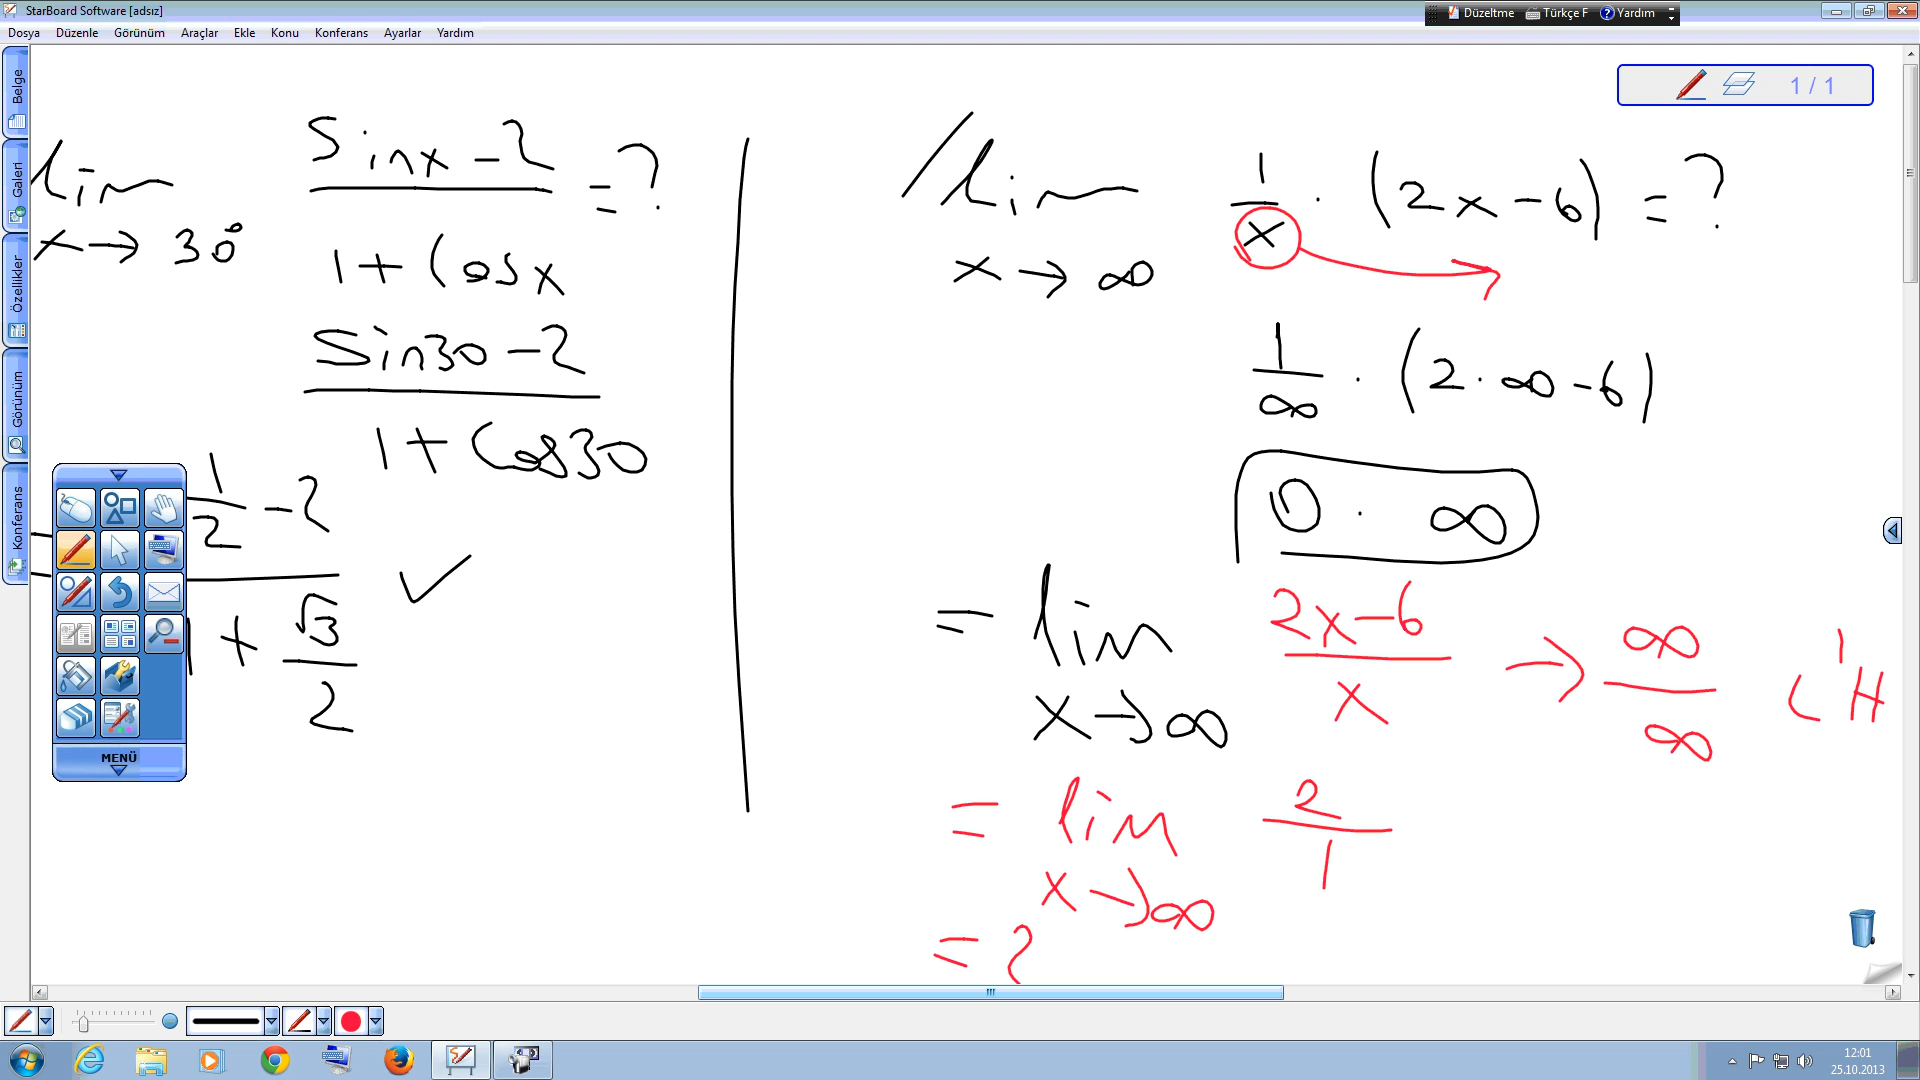 StarBoard Software [adsız]
Düzeltme Türkçe F Yardım
Dosya Düzenle Görünüm Araçlar Ekle Konu Konferans Ayarlar Yardım
Belge
Galeri
Özellikler
Görünüm
Konferans
1 / 1
lim sinx - 2 = ?
x → 30°
1 + Cosx
Sin30 - 2
1 + Cos30
1/2 - 2
1 + √3/2 ✓
MENÜ
lim 1/x · (2x - 6) = ?
x → ∞
1/∞ · (2 · ∞ - 6)
0 · ∞
= lim 2x-6 → ∞ L'H
x → ∞ x ∞
= lim 2
x → ∞ 1
= 2
12:01
25.10.2013